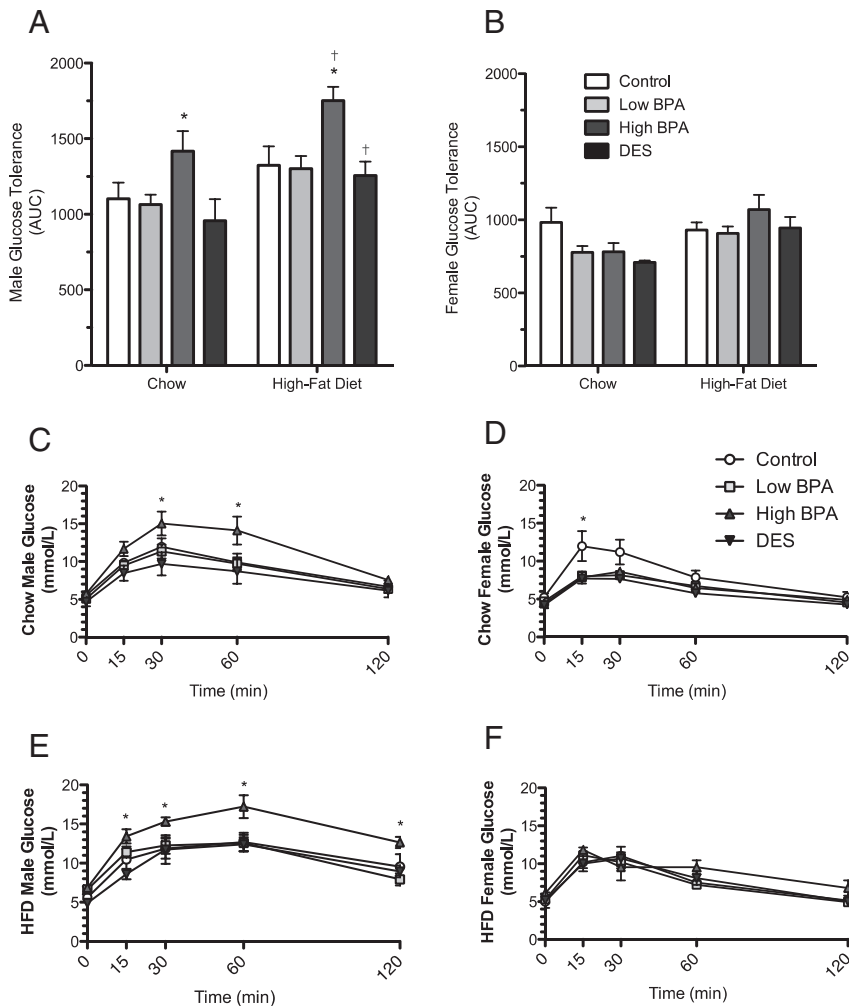 A
Male Glucose Tolerance
(AUC)
2000
1500
1000
500
0
*
†
*
†
Chow
High-Fat Diet
B
Female Glucose Tolerance
(AUC)
2000
1500
1000
500
0
Control
Low BPA
High BPA
DES
Chow
High-Fat Diet
C
Chow Male Glucose
(mmol/L)
20
15
10
5
0
*
*
0
15
30
60
120
Time (min)
D
Chow Female Glucose
(mmol/L)
20
15
10
5
0
*
Control
Low BPA
High BPA
DES
0
15
30
60
120
Time (min)
E
HFD Male Glucose
(mmol/L)
20
15
10
5
0
*
*
*
*
0
15
30
60
120
Time (min)
F
HFD Female Glucose
(mmol/L)
20
15
10
5
0
0
15
30
60
120
Time (min)